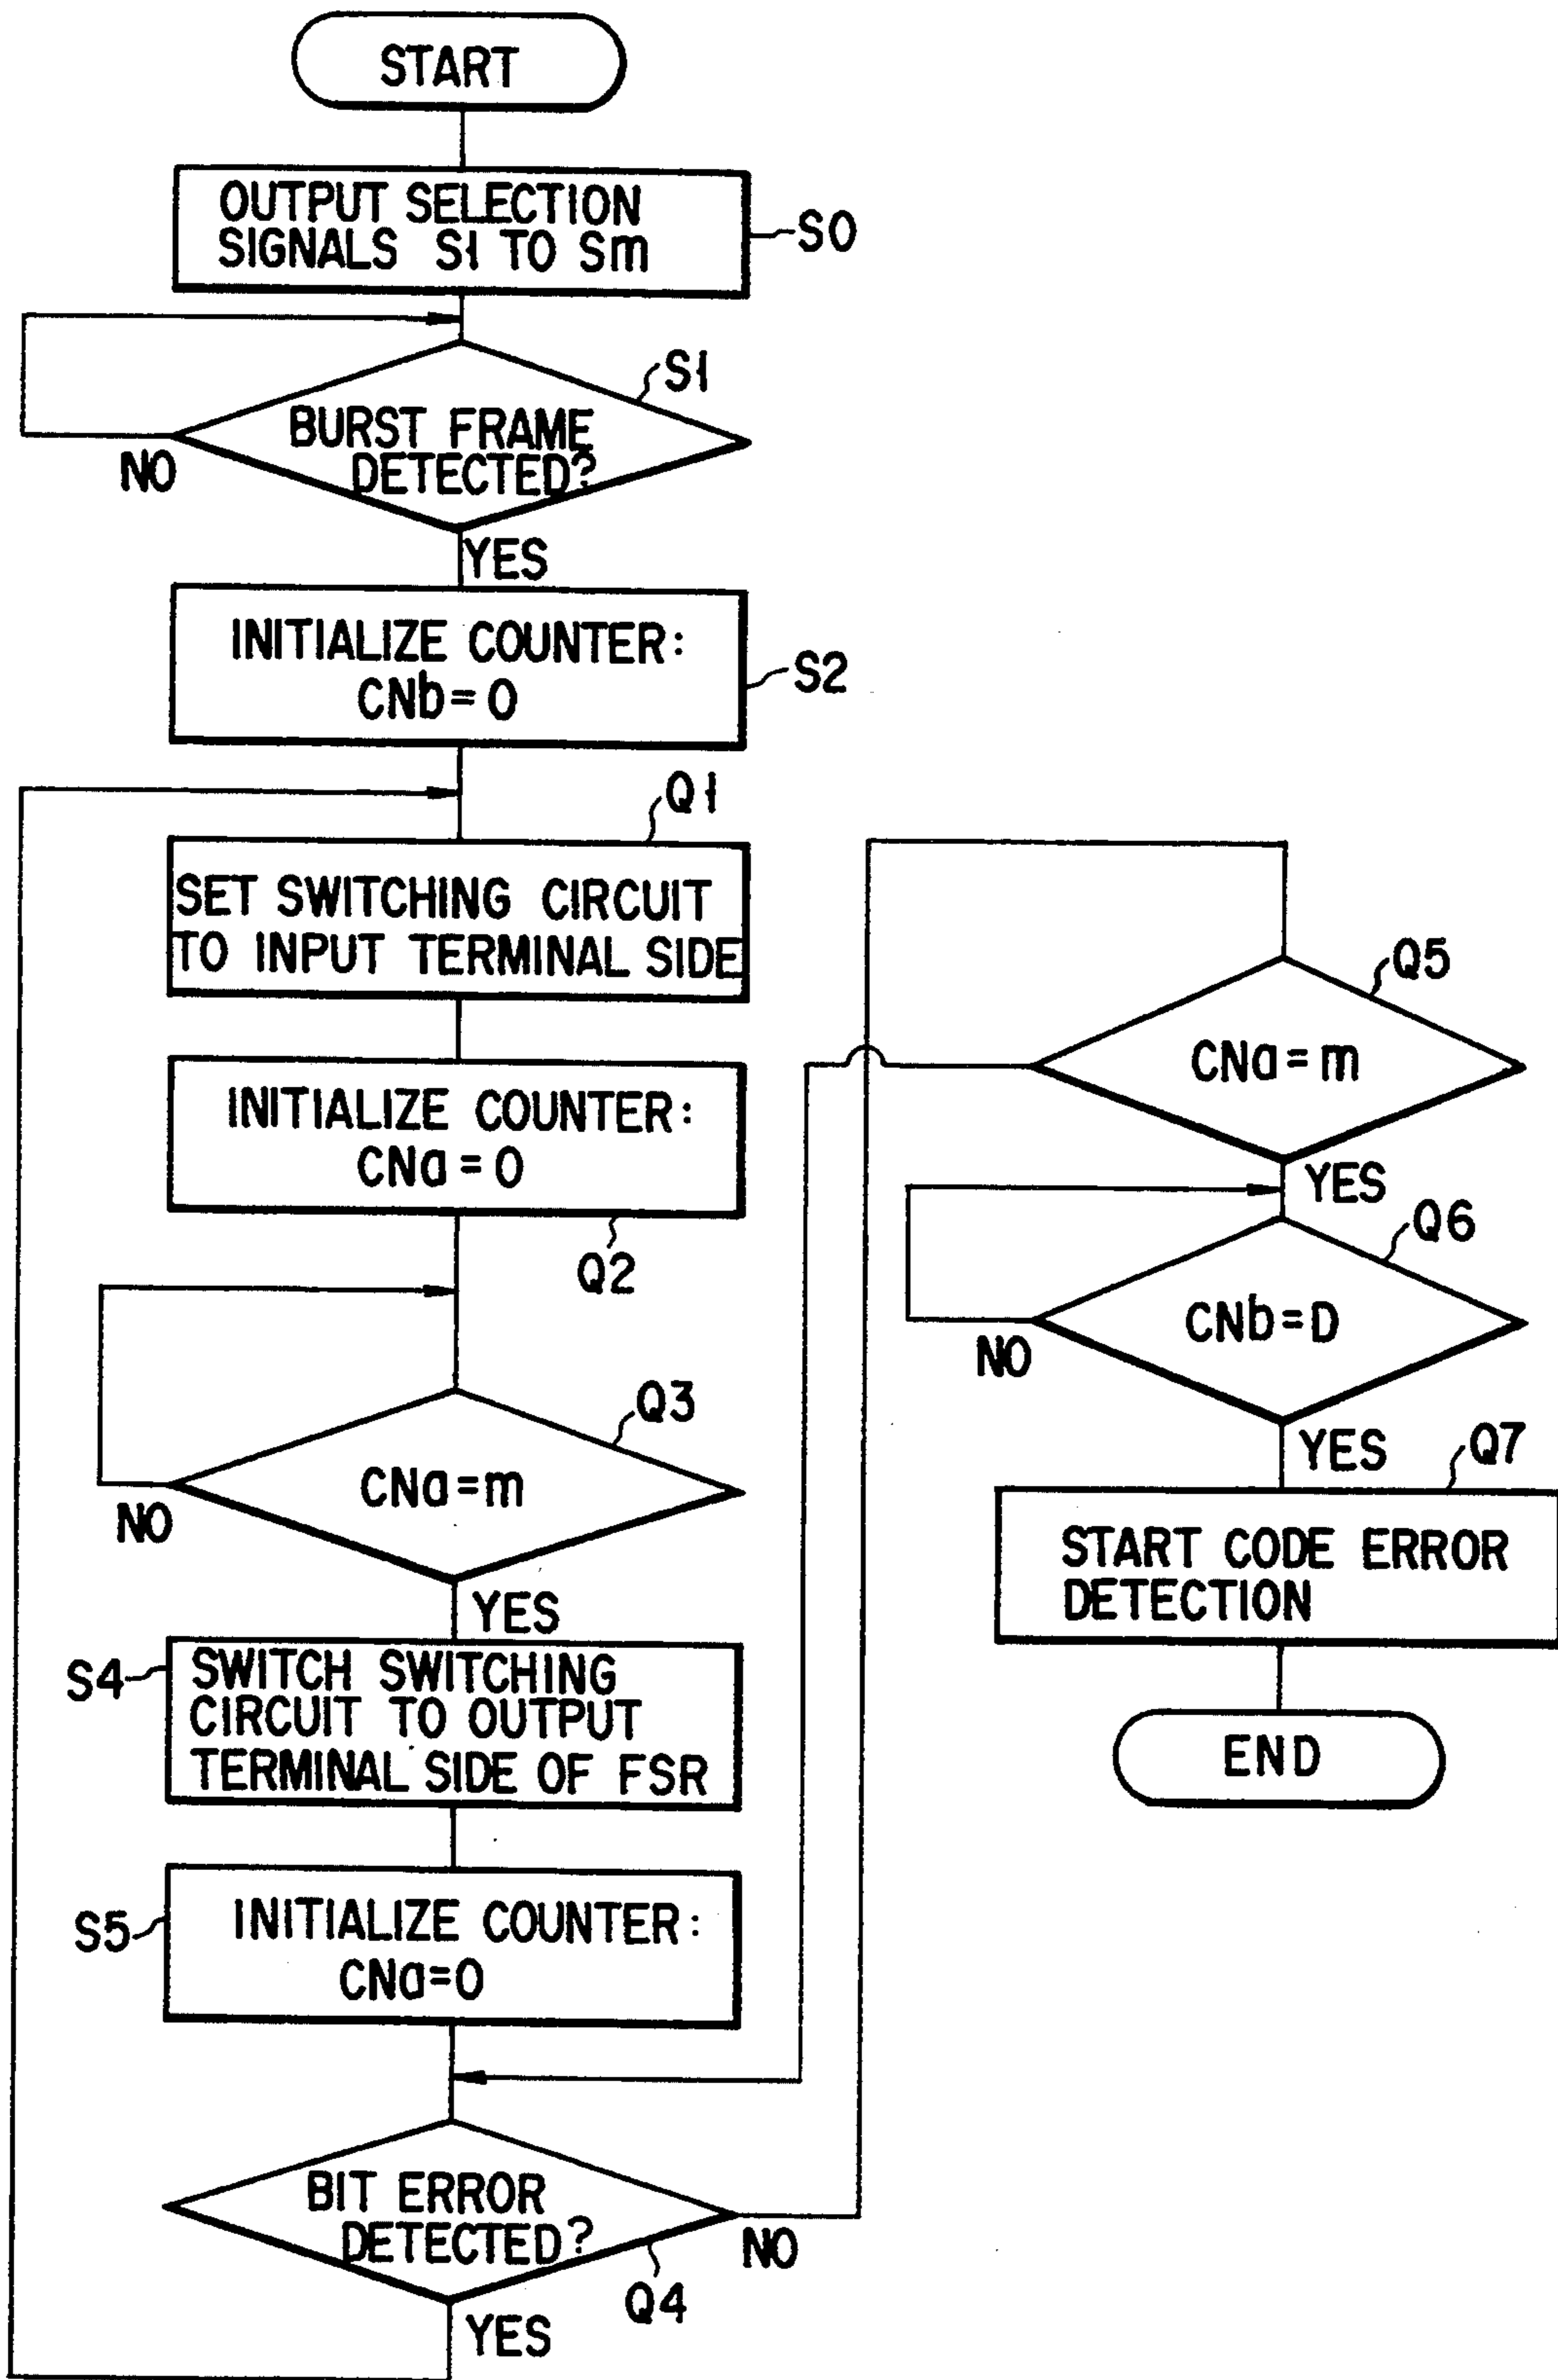 START
OUTPUT SELECTION
SIGNALS S1 TO Sm
S0
S1
BURST FRAME
DETECTED?
NO
YES
INITIALIZE COUNTER:
CNb=0
S2
Q1
SET SWITCHING CIRCUIT
TO INPUT TERMINAL SIDE
INITIALIZE COUNTER:
CNa=0
Q2
Q3
CNa=m
NO
YES
S4
SWITCH SWITCHING
CIRCUIT TO OUTPUT
TERMINAL SIDE OF FSR
S5
INITIALIZE COUNTER:
CNa=0
BIT ERROR
DETECTED?
NO
Q4
YES
Q5
CNa=m
YES
Q6
CNb=D
NO
YES
Q7
START CODE ERROR
DETECTION
END